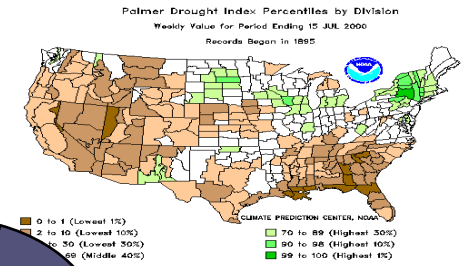 Palmer Drought Index Percentiles by Division
Weekly Value for Period Ending 15 JUL 2000
Records Began in 1895
NOAA
CLIMATE PREDICTION CENTER, NOAA
0 to 1 (Lowest 1%)
2 to 10 (Lowest 10%)
to 30 (Lowest 30%)
69 (Middle 40%)
70 to 89 (Highest 30%)
90 to 98 (Highest 10%)
99 to 100 (Highest 1%)